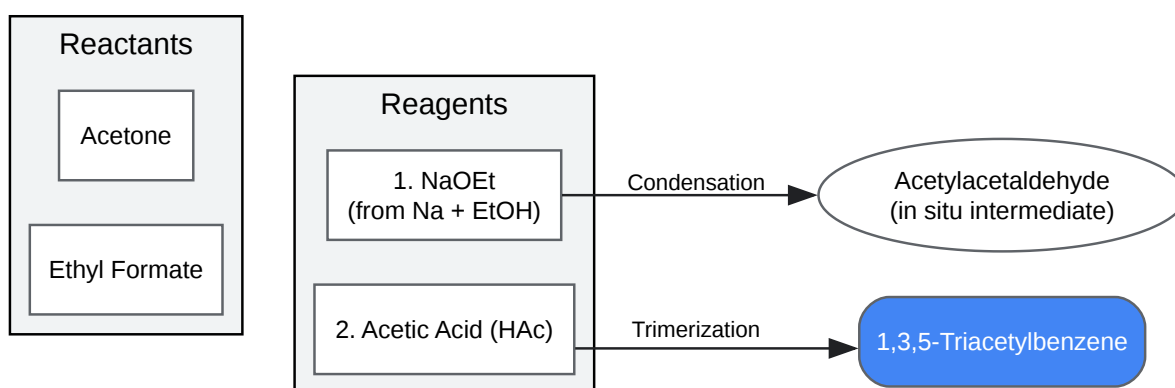 Reactants
Acetone
Ethyl Formate
Reagents
1. NaOEt
(from Na + EtOH)
2. Acetic Acid (HAc)
Condensation
Trimerization
Acetylacetaldehyde
(in situ intermediate)
1,3,5-Triacetylbenzene